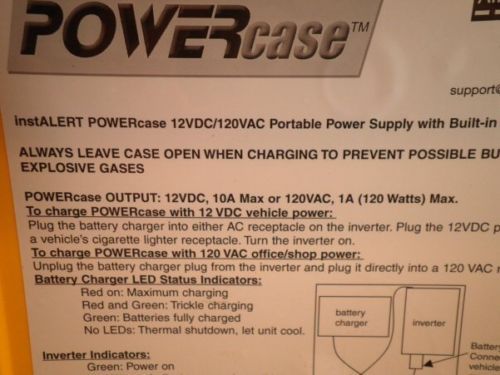 POWERcase™
support@
instALERT POWERcase 12VDC/120VAC Portable Power Supply with Built-in
ALWAYS LEAVE CASE OPEN WHEN CHARGING TO PREVENT POSSIBLE BU
EXPLOSIVE GASES
POWERcase OUTPUT: 12VDC, 10A Max or 120VAC, 1A (120 Watts) Max.
To charge POWERcase with 12 VDC vehicle power:
Plug the battery charger into either AC receptacle on the inverter. Plug the 12VDC p
a vehicle's cigarette lighter receptacle. Turn the inverter on.
To charge POWERcase with 120 VAC office/shop power:
Unplug the battery charger plug from the inverter and plug it directly into a 120 VAC
Battery Charger LED Status Indicators:
Red on: Maximum charging
Red and Green: Trickle charging
Green: Batteries fully charged
No LEDs: Thermal shutdown, let unit cool.
battery
charger
inverter
Battery
Conne
vehicle
Inverter Indicators:
Green: Power on